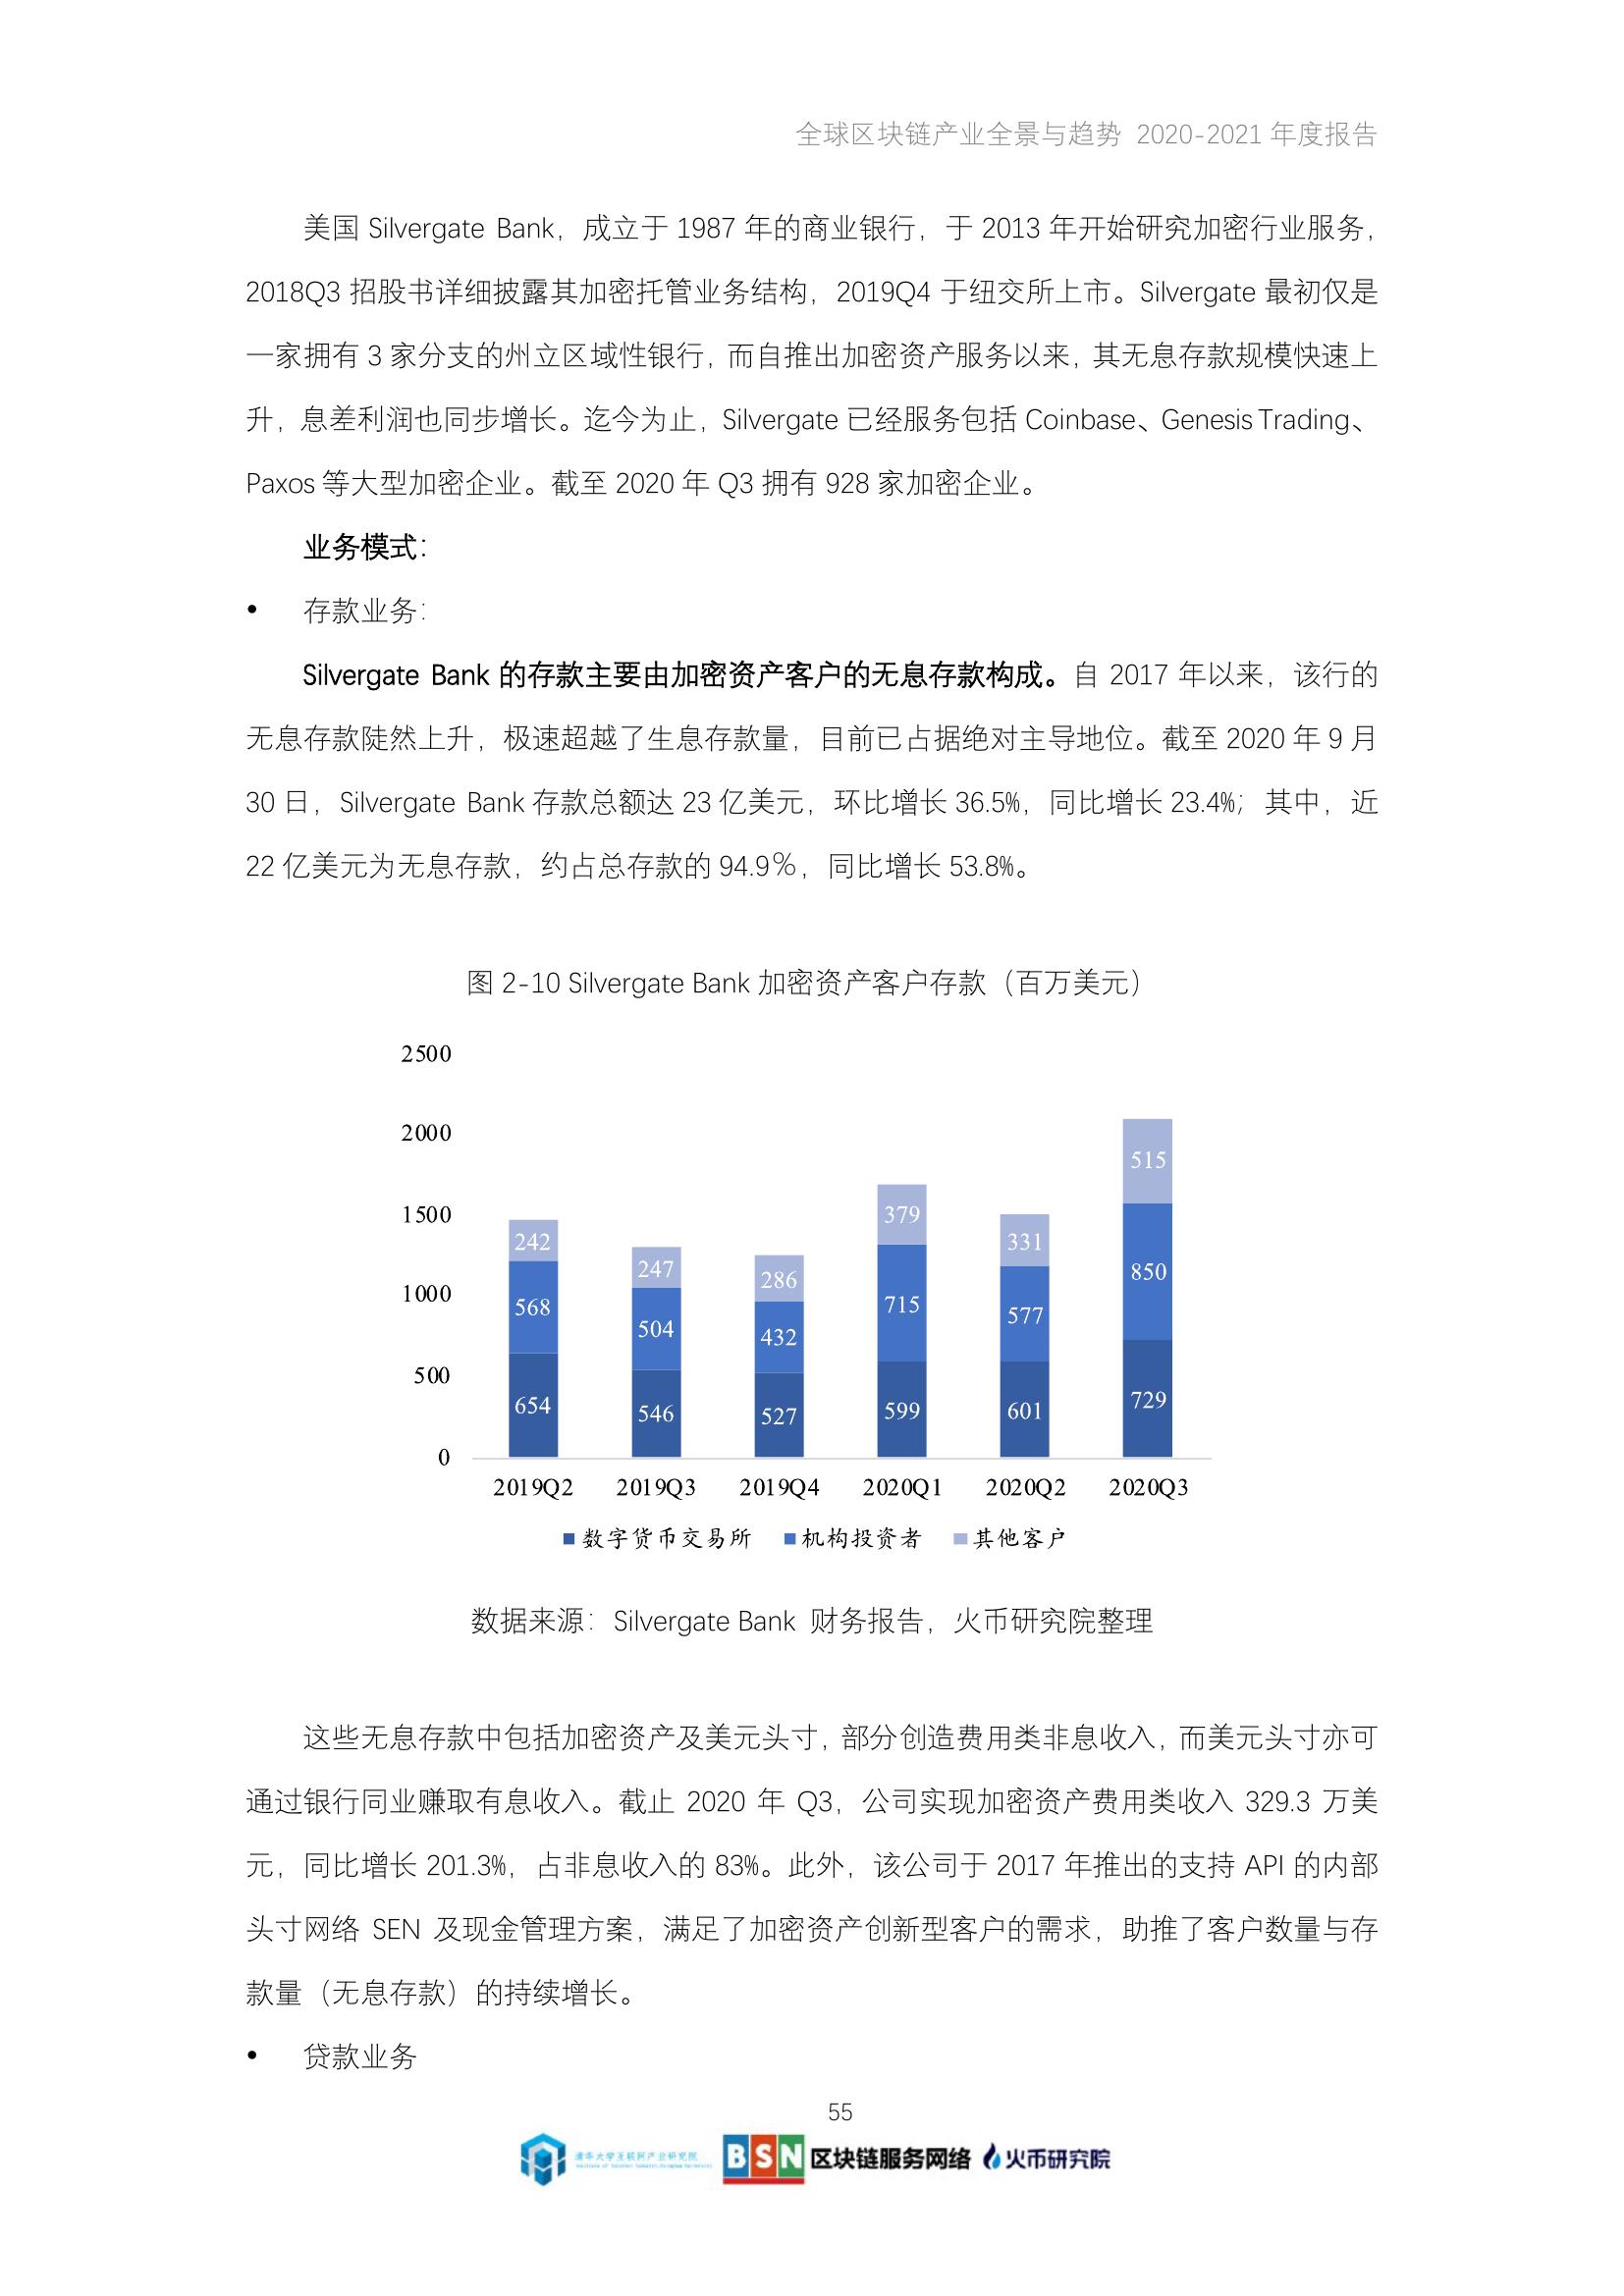 全球区块链产业全景与趋势 2020-2021 年度报告
美国 Silvergate Bank，成立于 1987 年的商业银行，于 2013 年开始研究加密行业服务，
2018Q3 招股书详细披露其加密托管业务结构，2019Q4 于纽交所上市。Silvergate 最初仅是
一家拥有 3 家分支的州立区域性银行，而自推出加密资产服务以来，其无息存款规模快速上
升，息差利润也同步增长。迄今为止，Silvergate 已经服务包括 Coinbase、Genesis Trading、
Paxos 等大型加密企业。截至 2020 年 Q3 拥有 928 家加密企业。
业务模式：
• 存款业务：
Silvergate Bank 的存款主要由加密资产客户的无息存款构成。自 2017 年以来，该行的
无息存款陡然上升，极速超越了生息存款量，目前已占据绝对主导地位。截至 2020 年 9 月
30 日，Silvergate Bank 存款总额达 23 亿美元，环比增长 36.5%，同比增长 23.4%；其中，近
22 亿美元为无息存款，约占总存款的 94.9%，同比增长 53.8%。
图 2-10 Silvergate Bank 加密资产客户存款（百万美元）
2500
2000
1500
1000
500
0
242
568
654
247
504
546
286
432
527
379
715
599
331
577
601
515
850
729
2019Q2 2019Q3 2019Q4 2020Q1 2020Q2 2020Q3
数字货币交易所 机构投资者 其他客户
数据来源：Silvergate Bank 财务报告，火币研究院整理
这些无息存款中包括加密资产及美元头寸，部分创造费用类非息收入，而美元头寸亦可
通过银行同业赚取有息收入。截止 2020 年 Q3，公司实现加密资产费用类收入 329.3 万美
元，同比增长 201.3%，占非息收入的 83%。此外，该公司于 2017 年推出的支持 API 的内部
头寸网络 SEN 及现金管理方案，满足了加密资产创新型客户的需求，助推了客户数量与存
款量（无息存款）的持续增长。
• 贷款业务
55
清华大学互联网产业研究院
BSN 区块链服务网络 火币研究院